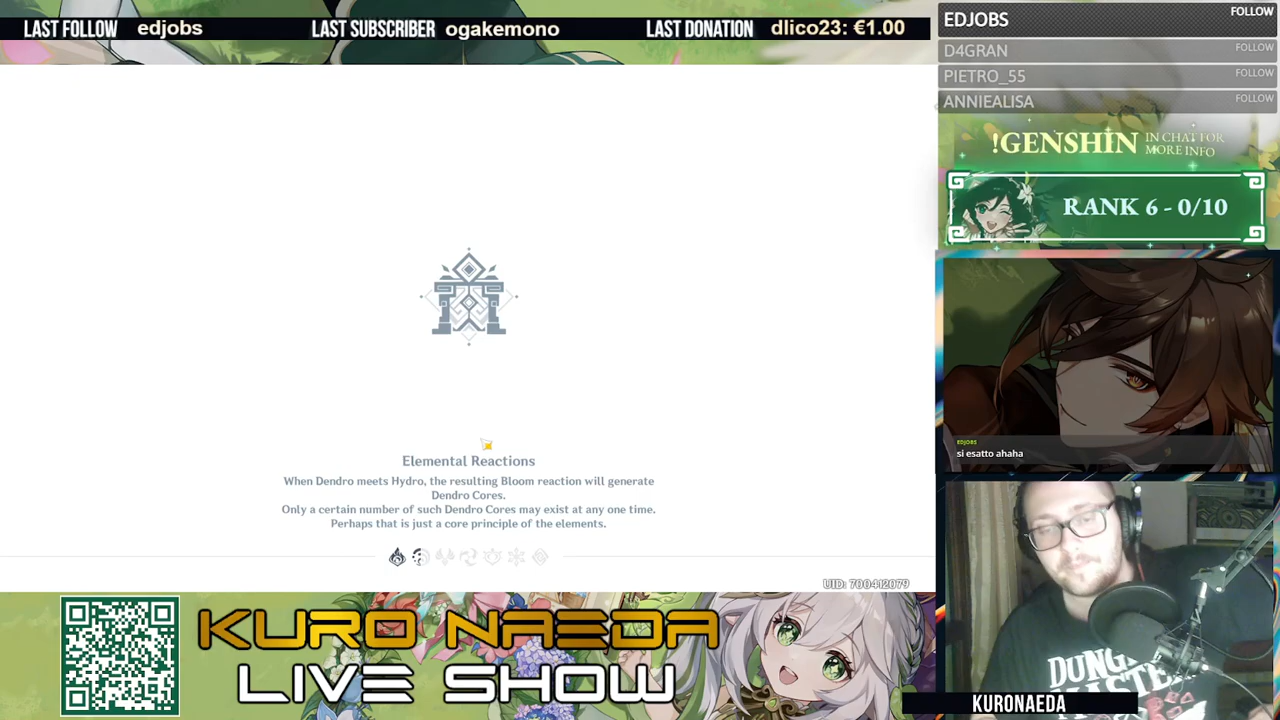 LAST FOLLOW edjobs LAST SUBSCRIBER ogakemono LAST DONATION dlico23: €1.00
EDJOBS FOLLOW
D4GRAN FOLLOW
PIETRO_55 FOLLOW
ANNIEALISA FOLLOW
!GENSHIN IN CHAT FOR
MORE INFO
RANK 6 - 0/10
Elemental Reactions
When Dendro meets Hydro, the resulting Bloom reaction will generate
Dendro Cores.
Only a certain number of such Dendro Cores may exist at any one time.
Perhaps that is just a core principle of the elements.
UID: 700412079
EDJOBS
si esatto ahaha
KURO NAEDA
LIVE SHOW
KURONAEDA